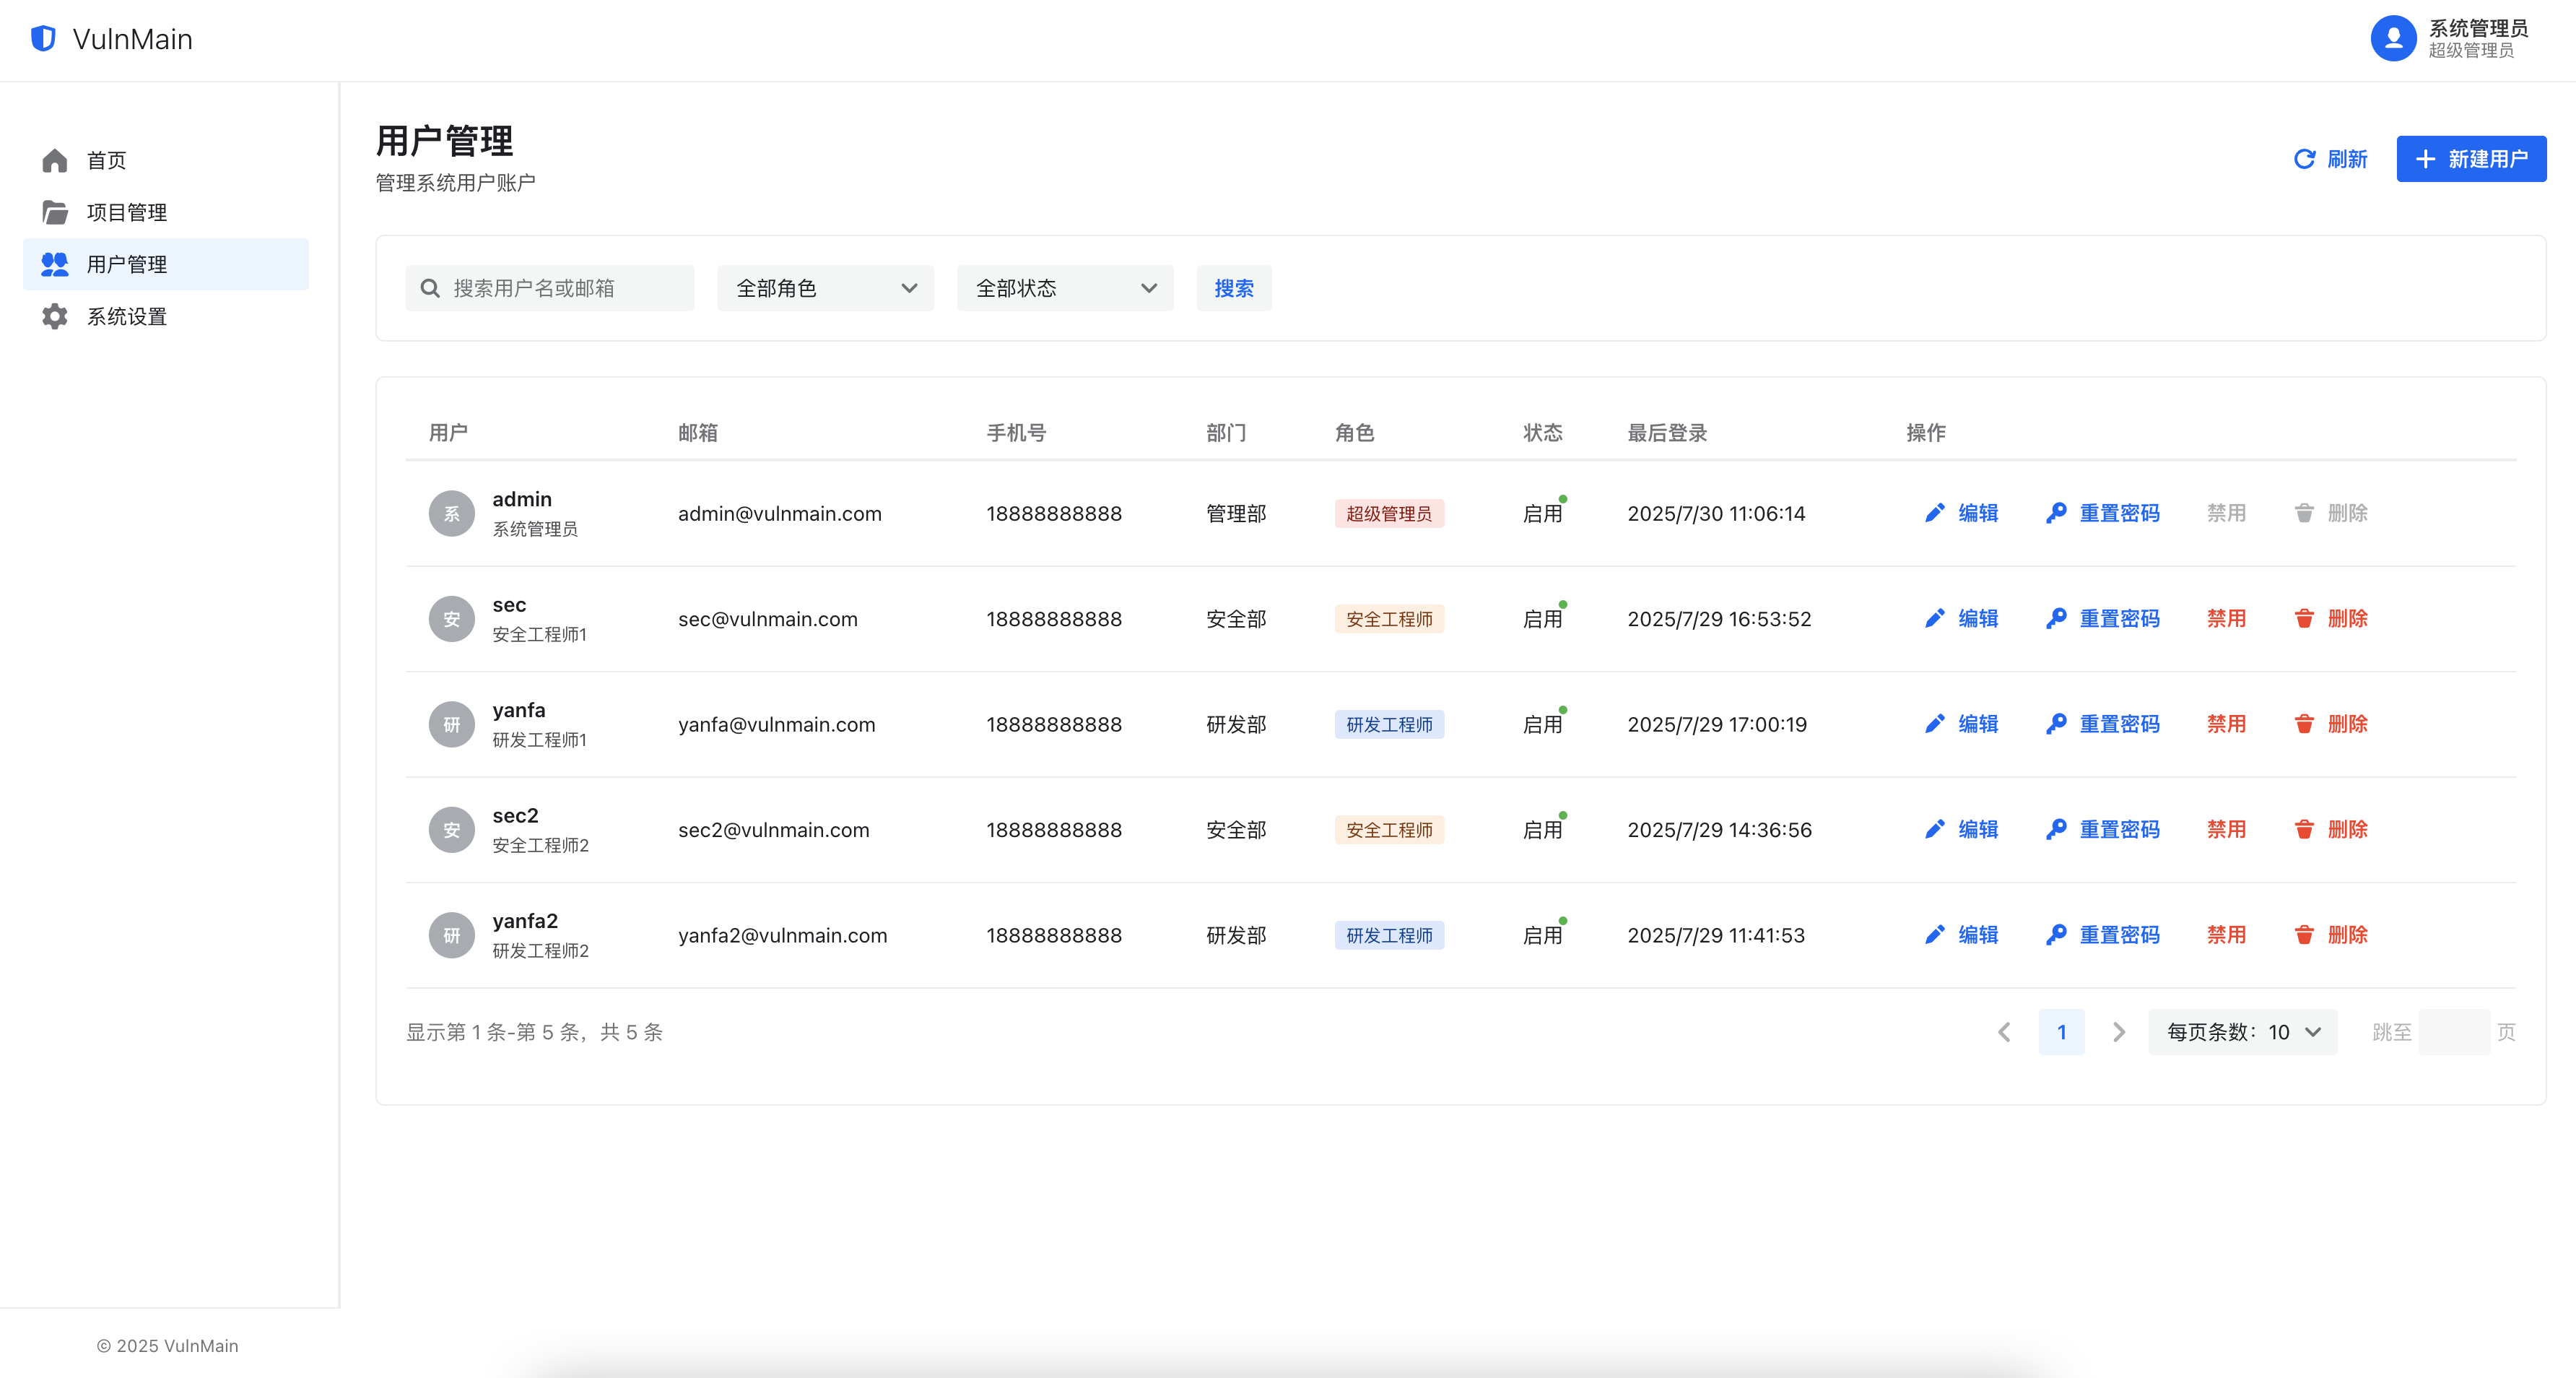 VulnMain
系统管理员
超级管理员
首页
项目管理
用户管理
系统设置
用户管理
管理系统用户账户
刷新
新建用户
搜索用户名或邮箱
全部角色
全部状态
搜索
用户 邮箱 手机号 部门 角色 状态 最后登录 操作
系 admin 系统管理员 admin@vulnmain.com 18888888888 管理部 超级管理员 启用 2025/7/30 11:06:14 编辑 重置密码 禁用 删除
安 sec 安全工程师1 sec@vulnmain.com 18888888888 安全部 安全工程师 启用 2025/7/29 16:53:52 编辑 重置密码 禁用 删除
研 yanfa 研发工程师1 yanfa@vulnmain.com 18888888888 研发部 研发工程师 启用 2025/7/29 17:00:19 编辑 重置密码 禁用 删除
安 sec2 安全工程师2 sec2@vulnmain.com 18888888888 安全部 安全工程师 启用 2025/7/29 14:36:56 编辑 重置密码 禁用 删除
研 yanfa2 研发工程师2 yanfa2@vulnmain.com 18888888888 研发部 研发工程师 启用 2025/7/29 11:41:53 编辑 重置密码 禁用 删除
显示第 1 条-第 5 条，共 5 条
1
每页条数：10
跳至 页
© 2025 VulnMain